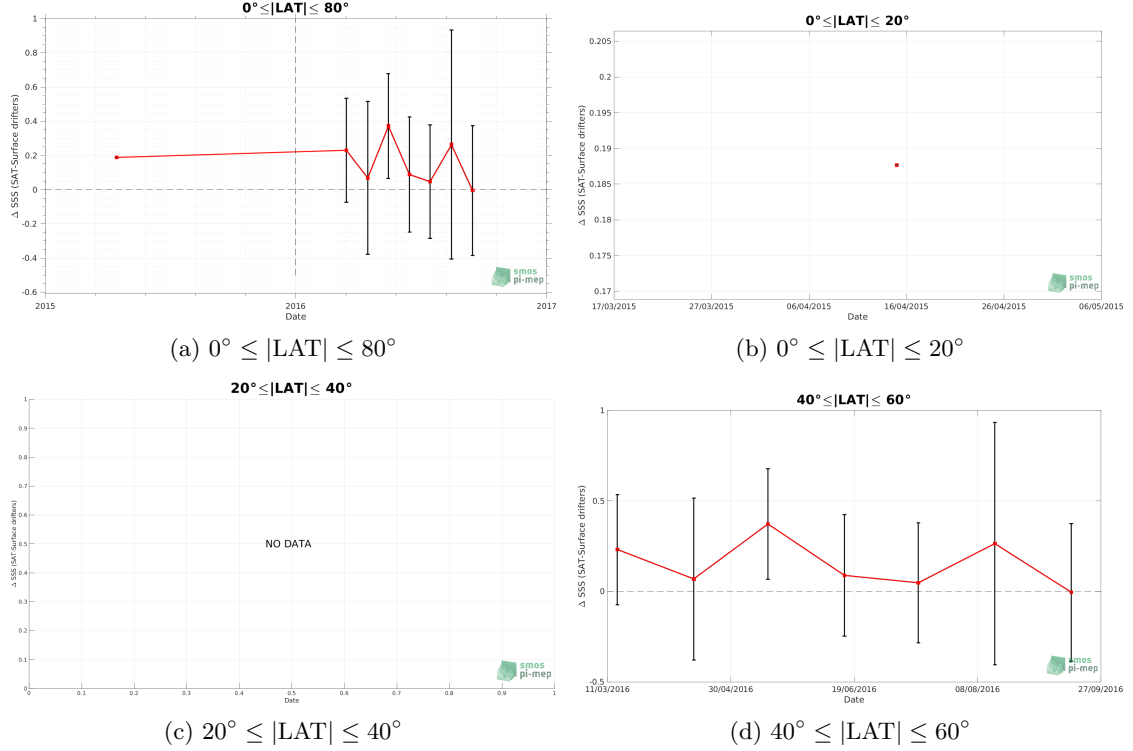 0°≤|LAT|≤ 80°
Δ SSS (SAT-Surface drifters)
1
0.8
0.6
0.4
0.2
0
-0.2
-0.4
-0.6
2015
2016
2017
Date
smos
pi-mep
(a) 0° ≤ |LAT| ≤ 80°
0°≤|LAT|≤ 20°
Δ SSS (SAT-Surface drifters)
0.205
0.2
0.195
0.19
0.185
0.18
0.175
0.17
17/03/2015
27/03/2015
06/04/2015
16/04/2015
26/04/2015
06/05/2015
Date
smos
pi-mep
(b) 0° ≤ |LAT| ≤ 20°
20°≤|LAT|≤ 40°
Δ SSS (SAT-Surface drifters)
1
0.9
0.8
0.7
0.6
0.5
0.4
0.3
0.2
0.1
0
NO DATA
0
0.1
0.2
0.3
0.4
0.5
0.6
0.7
0.8
0.9
1
Date
smos
pi-mep
(c) 20° ≤ |LAT| ≤ 40°
40°≤|LAT|≤ 60°
Δ SSS (SAT-Surface drifters)
1
0.5
0
-0.5
11/03/2016
30/04/2016
19/06/2016
08/08/2016
27/09/2016
Date
smos
pi-mep
(d) 40° ≤ |LAT| ≤ 60°